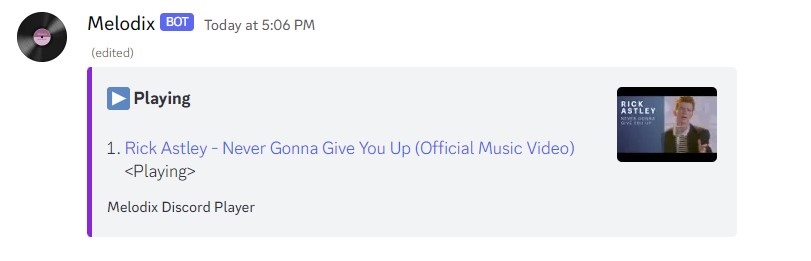 Melodix BOT Today at 5:06 PM
(edited)
Playing
1. Rick Astley - Never Gonna Give You Up (Official Music Video)
<Playing>
Melodix Discord Player
RICK
ASTLEY
NEVER GONNA
GIVE YOU UP